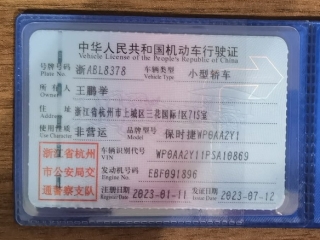 中华人民共和国机动车行驶证
Vehicle License of the People's Republic of China
号牌号码 浙ABL8378 车辆类型 小型轿车
Plate No. Vehicle Type
所有人 王鹏学
Owner
住址 浙江省杭州市上城区三花国际1区715室
Address
使用性质 非营运 品牌型号 保时捷WP0AA2Y1
Use Character Model
浙江省杭州 车辆识别代号 WP0AA2Y11PSA10869
VIN
市公安局交 发动机号码 EBF091896
Engine No.
通警察支队 注册日期 2023-01-11 发证日期 2023-07-12
Register Date Issue Date